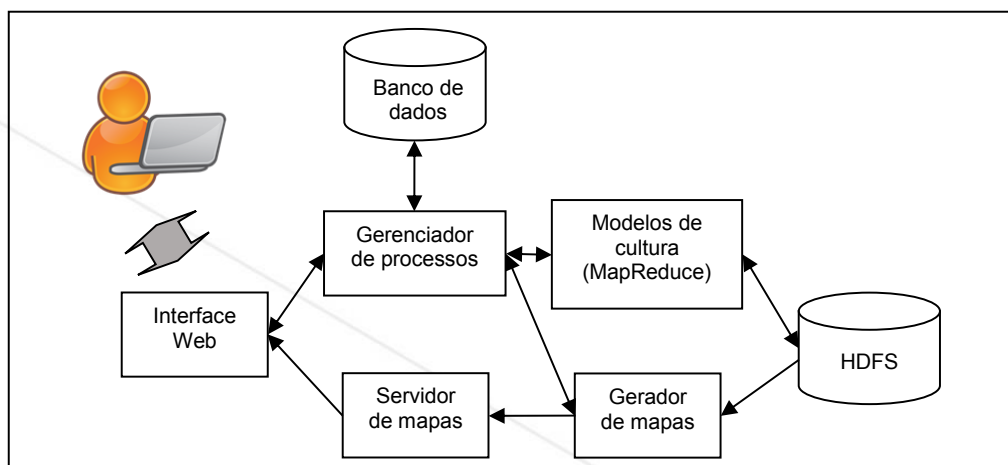 Banco de
dados
Gerenciador
de processos
Modelos de
cultura
(MapReduce)
Interface
Web
HDFS
Servidor
de mapas
Gerador
de mapas